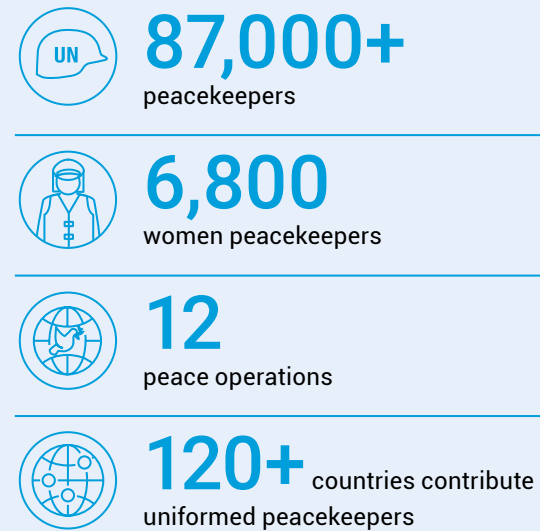 UN
87,000+
peacekeepers
6,800
women peacekeepers
12
peace operations
120+ countries contribute
uniformed peacekeepers